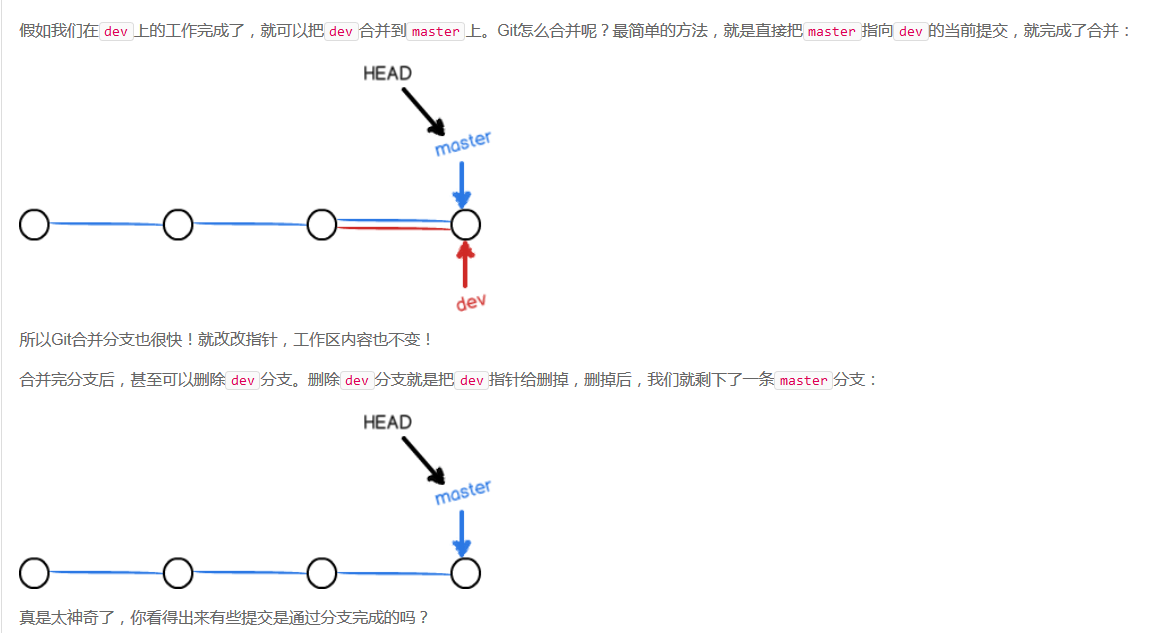 假如我们在dev上的工作完成了，就可以把dev合并到master上。Git怎么合并呢？最简单的方法，就是直接把master指向dev的当前提交，就完成了合并：
HEAD
master
dev
所以Git合并分支也很快！就改改指针，工作区内容也不变！
合并完分支后，甚至可以删除dev分支。删除dev分支就是把dev指针给删掉，删掉后，我们就剩下了一条master分支：
HEAD
master
真是太神奇了，你看得出来有些提交是通过分支完成的吗？